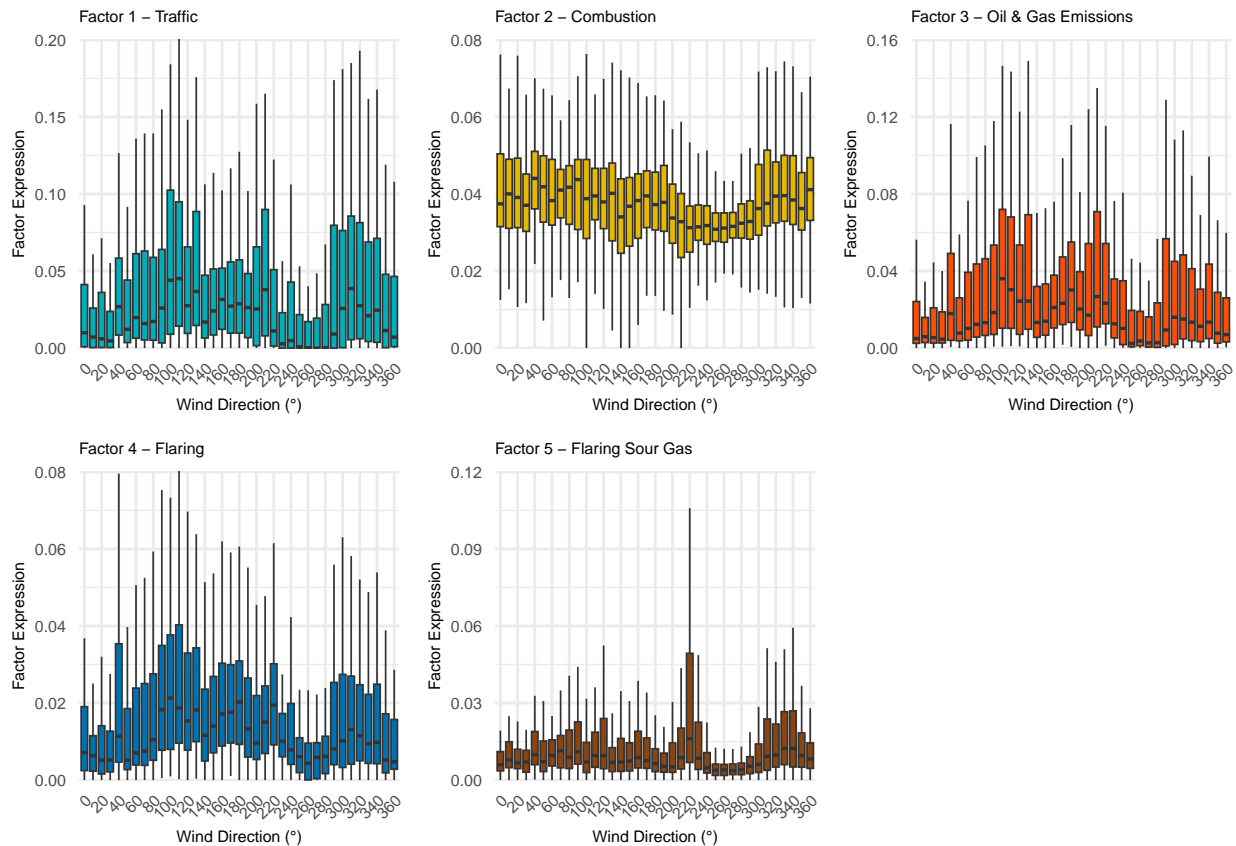 Factor 1 − Traffic
0.20
0.15
0.10
0.05
0.00
Factor Expression
0 20 40 60 80 100 120 140 160 180 200 220 240 260 280 300 320 340 360
Wind Direction (°)
Factor 2 − Combustion
0.08
0.06
0.04
0.02
0.00
Factor Expression
0 20 40 60 80 100 120 140 160 180 200 220 240 260 280 300 320 340 360
Wind Direction (°)
Factor 3 − Oil & Gas Emissions
0.16
0.12
0.08
0.04
0.00
Factor Expression
0 20 40 60 80 100 120 140 160 180 200 220 240 260 280 300 320 340 360
Wind Direction (°)
Factor 4 − Flaring
0.08
0.06
0.04
0.02
0.00
Factor Expression
0 20 40 60 80 100 120 140 160 180 200 220 240 260 280 300 320 340 360
Wind Direction (°)
Factor 5 − Flaring Sour Gas
0.12
0.09
0.06
0.03
0.00
Factor Expression
0 20 40 60 80 100 120 140 160 180 200 220 240 260 280 300 320 340 360
Wind Direction (°)